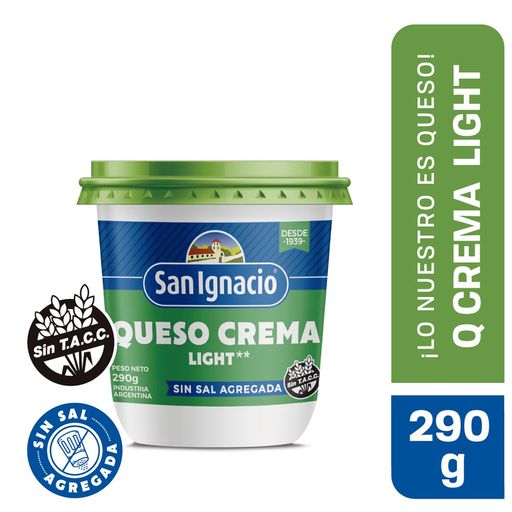 DESDE
-1939-
San Ignacio
QUESO CREMA
LIGHT**
PESO NETO
290g
INDUSTRIA
ARGENTINA
SIN SAL AGREGADA
Sin T.A.C.C.
Sin T.A.C.C.
SIN SAL
AGREGADA
¡LO NUESTRO ES QUESO!
Q CREMA LIGHT
290
g